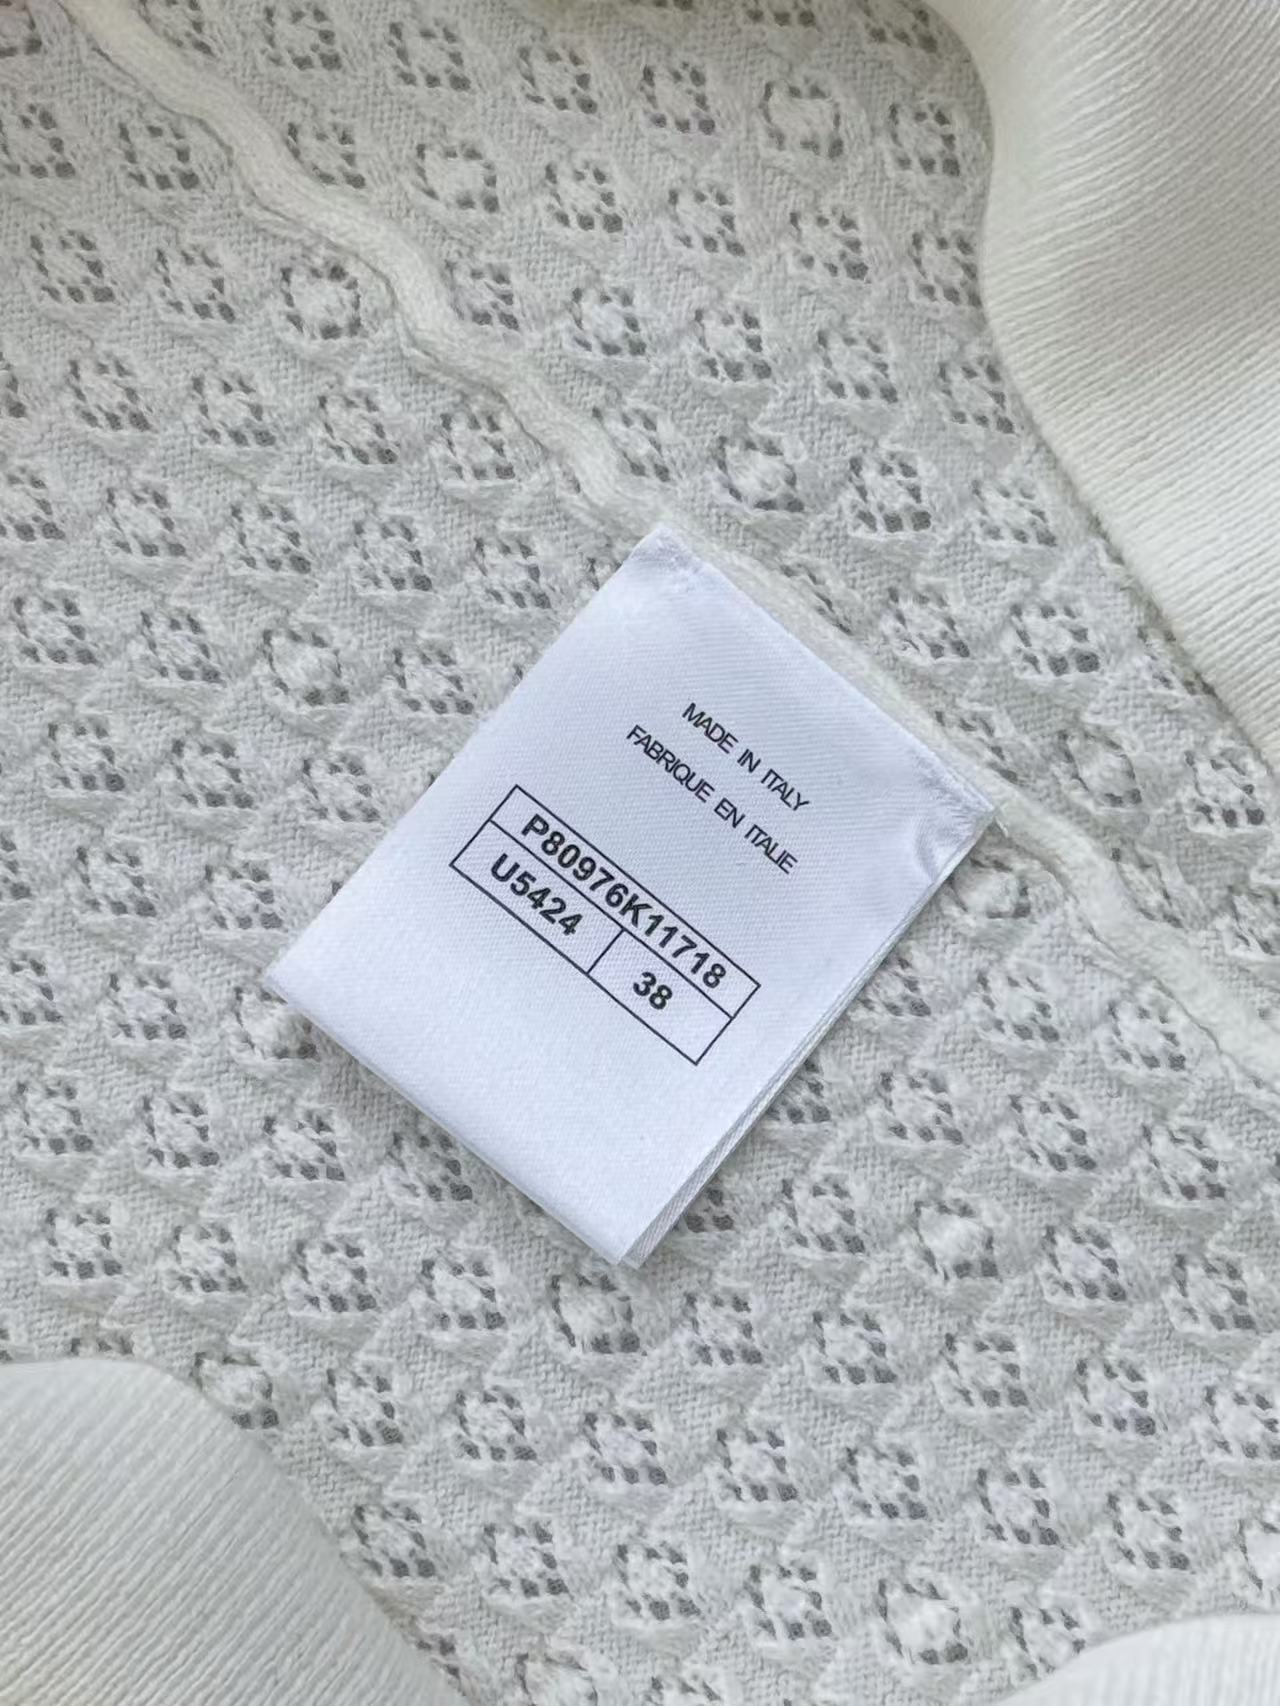 MADE IN ITALY
FABRIQUE EN ITALIE
P80976K11718
U5424 38